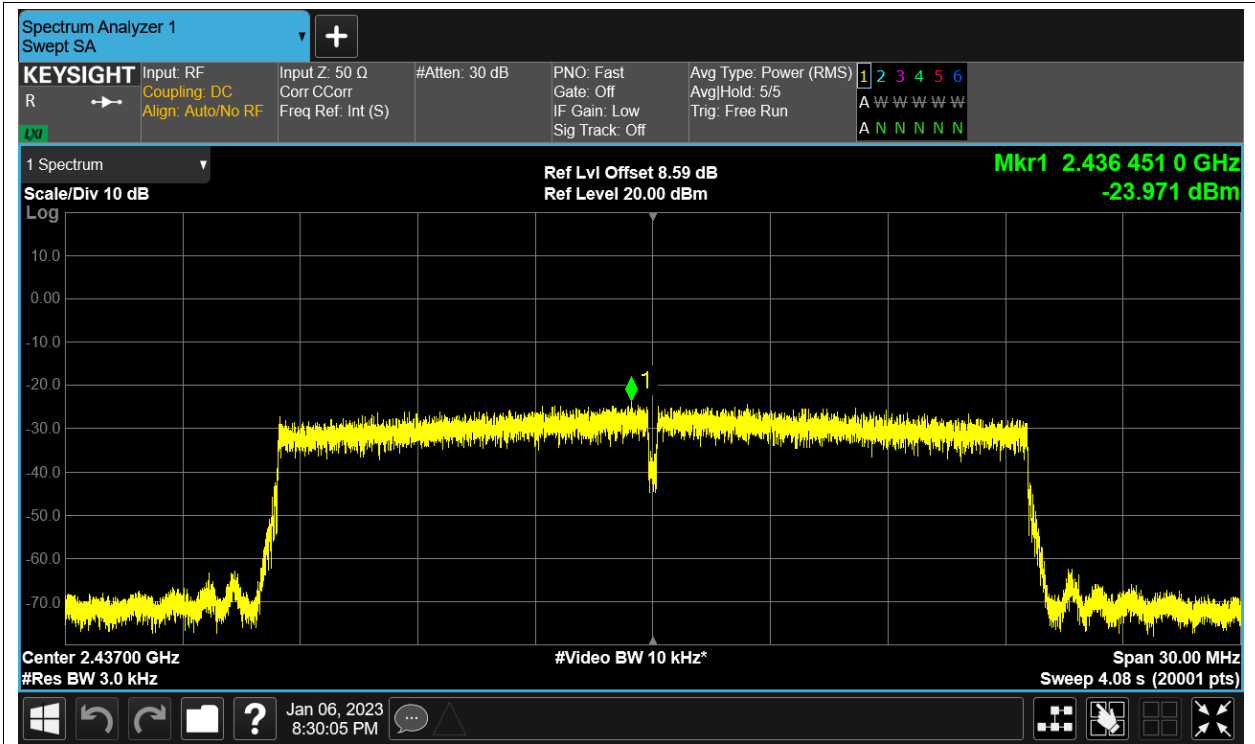 Spectrum Analyzer 1
Swept SA
+
KEYSIGHT
R
LXI
Input: RF
Coupling: DC
Align: Auto/No RF
Input Z: 50 Ω
Corr CCorr
Freq Ref: Int (S)
#Atten: 30 dB
PNO: Fast
Gate: Off
IF Gain: Low
Sig Track: Off
Avg Type: Power (RMS)
Avg|Hold: 5/5
Trig: Free Run
1 2 3 4 5 6
A W W W W W
A N N N N N
1 Spectrum
Scale/Div 10 dB
Log
Ref Lvl Offset 8.59 dB
Ref Level 20.00 dBm
Mkr1 2.436 451 0 GHz
-23.971 dBm
10.0
0.00
-10.0
-20.0
1
-30.0
-40.0
-50.0
-60.0
-70.0
Center 2.43700 GHz
#Video BW 10 kHz*
Span 30.00 MHz
#Res BW 3.0 kHz
Sweep 4.08 s (20001 pts)
?
Jan 06, 2023
8:30:05 PM